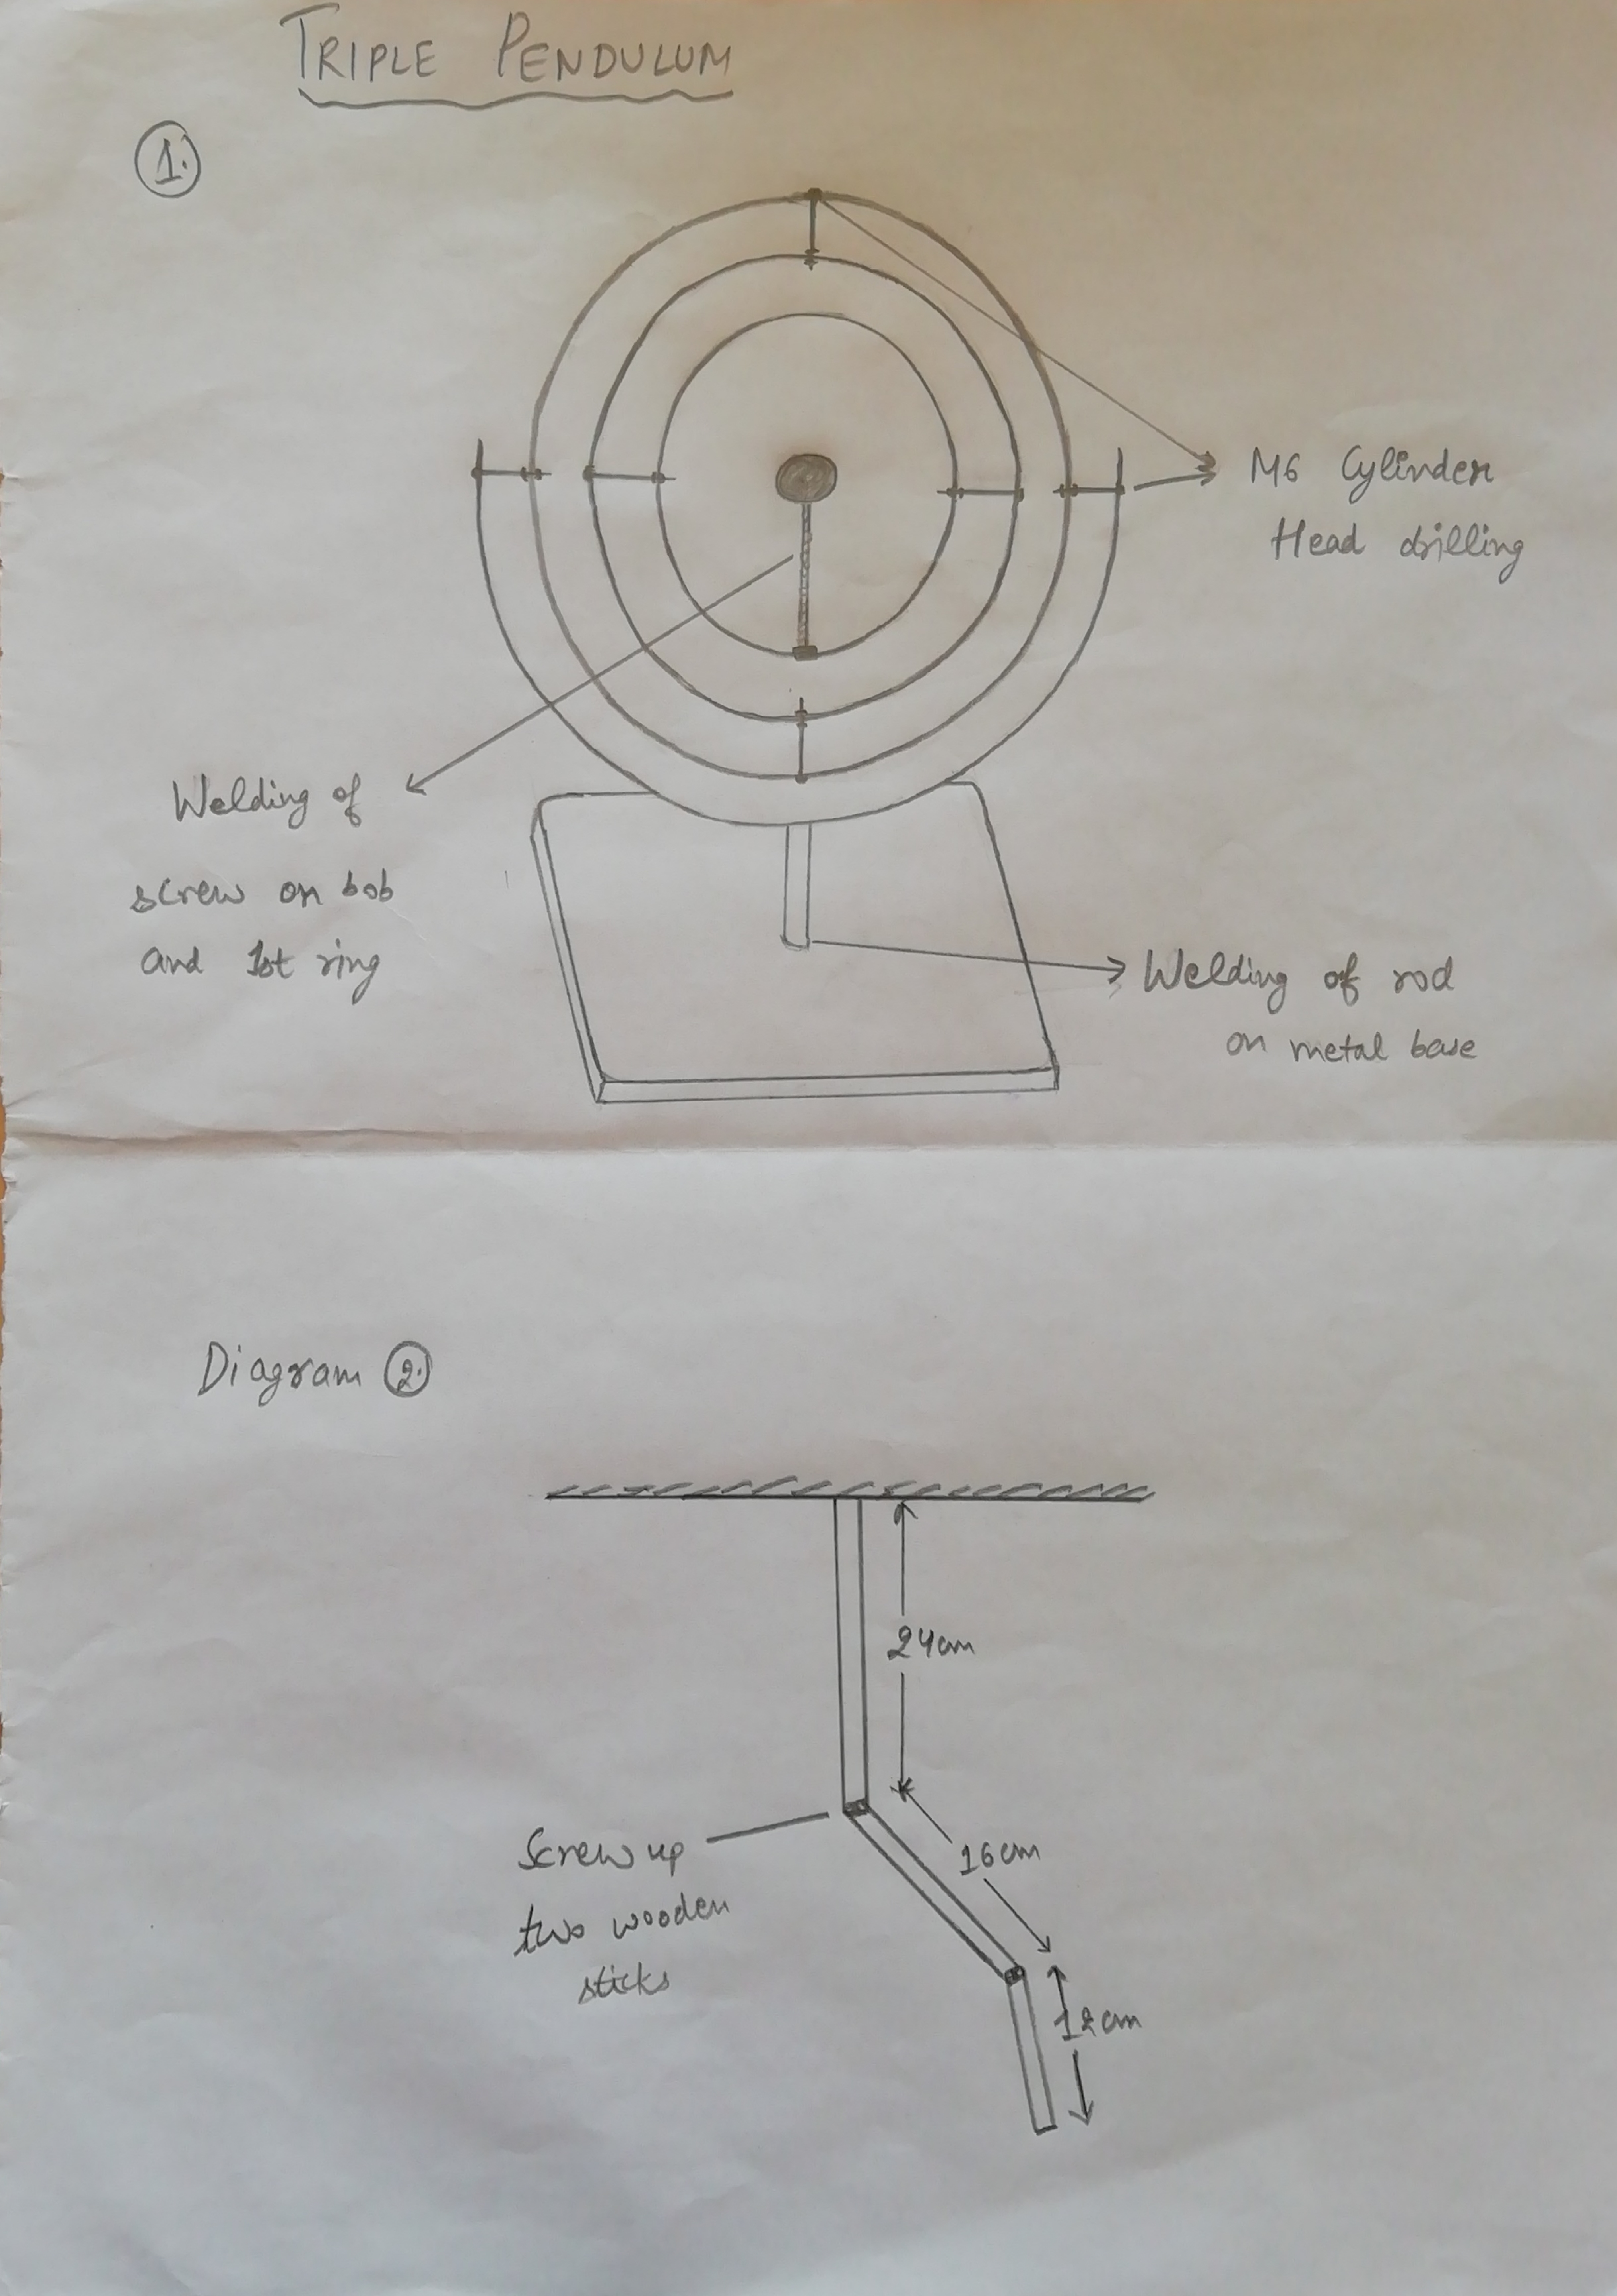 TRIPLE PENDULUM
1.
M6 Cylinder
Head drilling
Welding of
screw on bob
and 1st ring
Welding of rod
on metal base
Diagram 2.
24cm
16cm
Screw up
two wooden
sticks
12cm